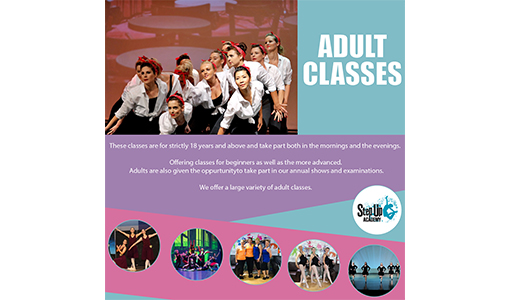 ADULT
CLASSES
These classes are for strictly 18 years and above and take part both in the mornings and the evenings.
Offering classes for beginners as well as the more advanced.
Adults are also given the oppurtunityto take part in our annual shows and examinations.
We offer a large variety of adult classes.
Step Up
ACADEMY